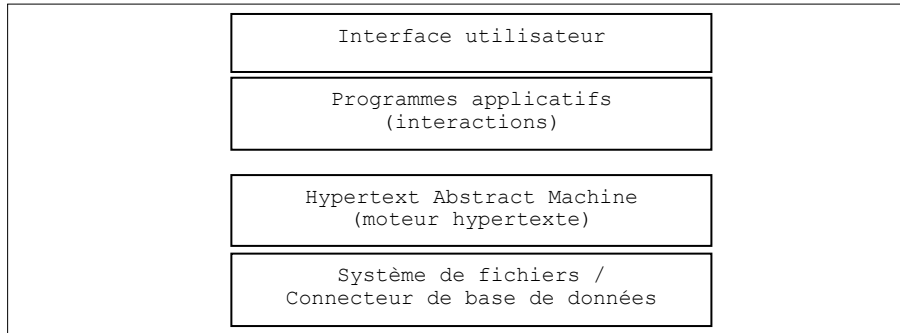 Interface utilisateur
Programmes applicatifs
(interactions)
Hypertext Abstract Machine
(moteur hypertexte)
Système de fichiers /
Connecteur de base de données